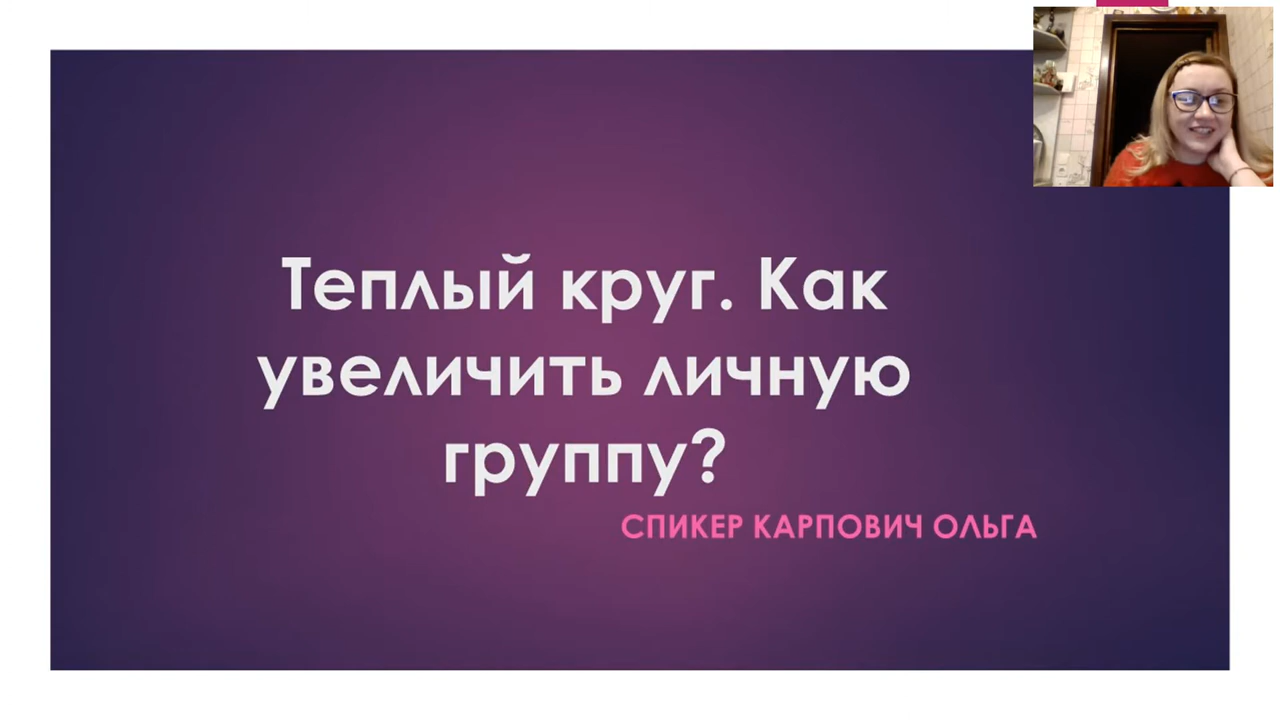 Теплый круг. Как
увеличить личную
группу?
СПИКЕР КАРПОВИЧ ОЛЬГА